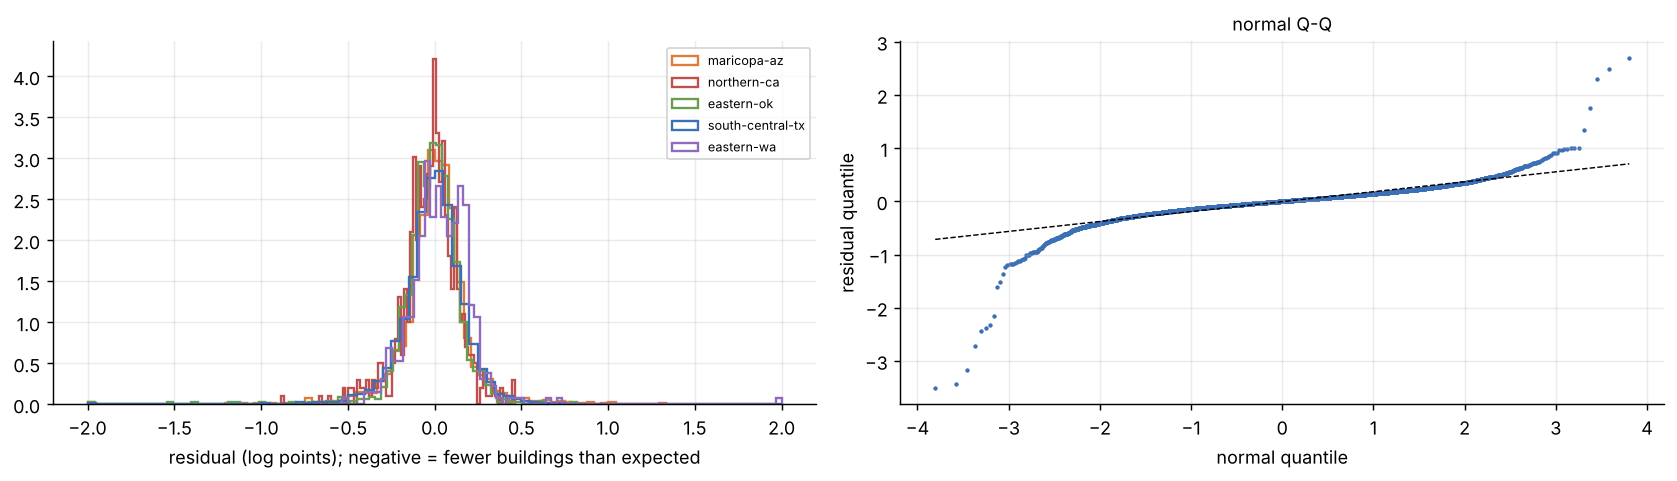 4.0
3.5
3.0
2.5
2.0
1.5
1.0
0.5
0.0
−2.0 −1.5 −1.0 −0.5 0.0 0.5 1.0 1.5 2.0
residual (log points); negative = fewer buildings than expected
maricopa-az
northern-ca
eastern-ok
south-central-tx
eastern-wa
normal Q-Q
residual quantile
3
2
1
0
−1
−2
−3
−4 −3 −2 −1 0 1 2 3 4
normal quantile